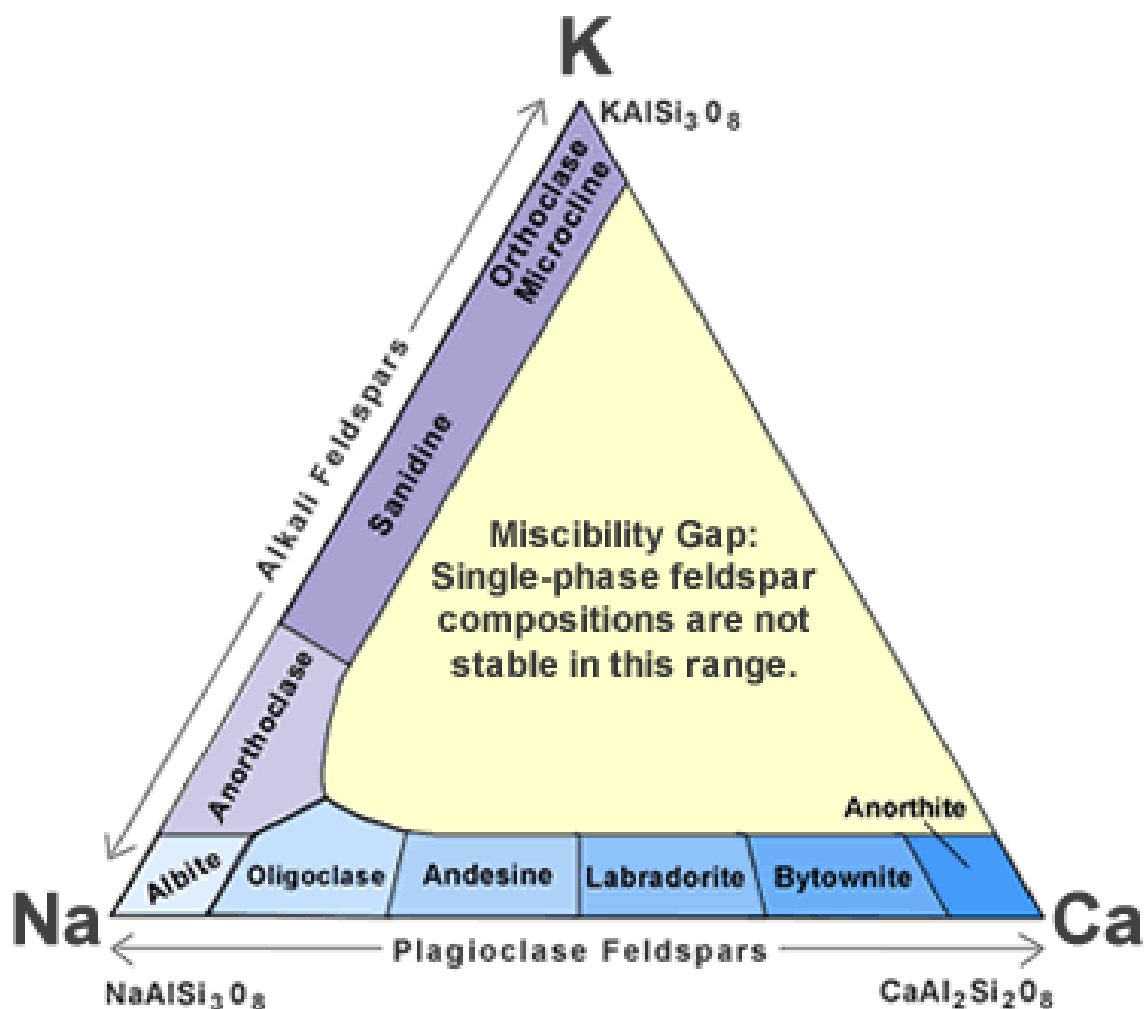 K
KAlSi₃O₈
Orthoclase
Microcline
Alkali Feldspars
Sanidine
Miscibility Gap:
Single-phase feldspar
compositions are not
stable in this range.
Anorthoclase
Anorthite
Albite
Oligoclase
Andesine
Labradorite
Bytownite
Na
Ca
Plagioclase Feldspars
NaAlSi₃O₈
CaAl₂Si₂O₈